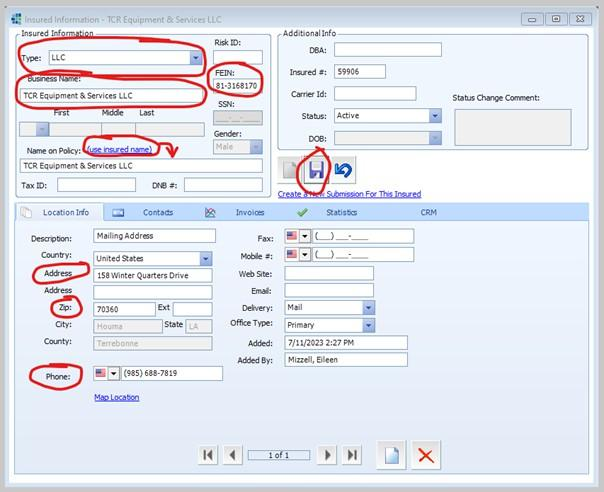 Insured Information - TCR Equipment & Services LLC
Insured Information
Type: LLC
Risk ID:
Business Name:
FEIN:
TCR Equipment & Services LLC
81-3168170
First Middle Last
SSN:
__-__-____
Gender:
Name on Policy: (use insured name)
Male
TCR Equipment & Services LLC
Tax ID:
DNB #:
Additional Info
DBA:
Insured #: 59906
Carrier Id:
Status: Active
Status Change Comment:
DOB:
Create a New Submission For This Insured
Location Info
Contacts
Invoices
Statistics
CRM
Description: Mailing Address
Country: United States
Address 158 Winter Quarters Drive
Address
Zip: 70360 Ext
City: Houma State LA
County: Terrebonne
Phone: (985) 688-7819
Map Location
Fax: (___) ___-____
Mobile #: (___) ___-____
Web Site:
Email:
Delivery: Mail
Office Type: Primary
Added: 7/11/2023 2:27 PM
Added By: Mizzell, Eileen
1 of 1